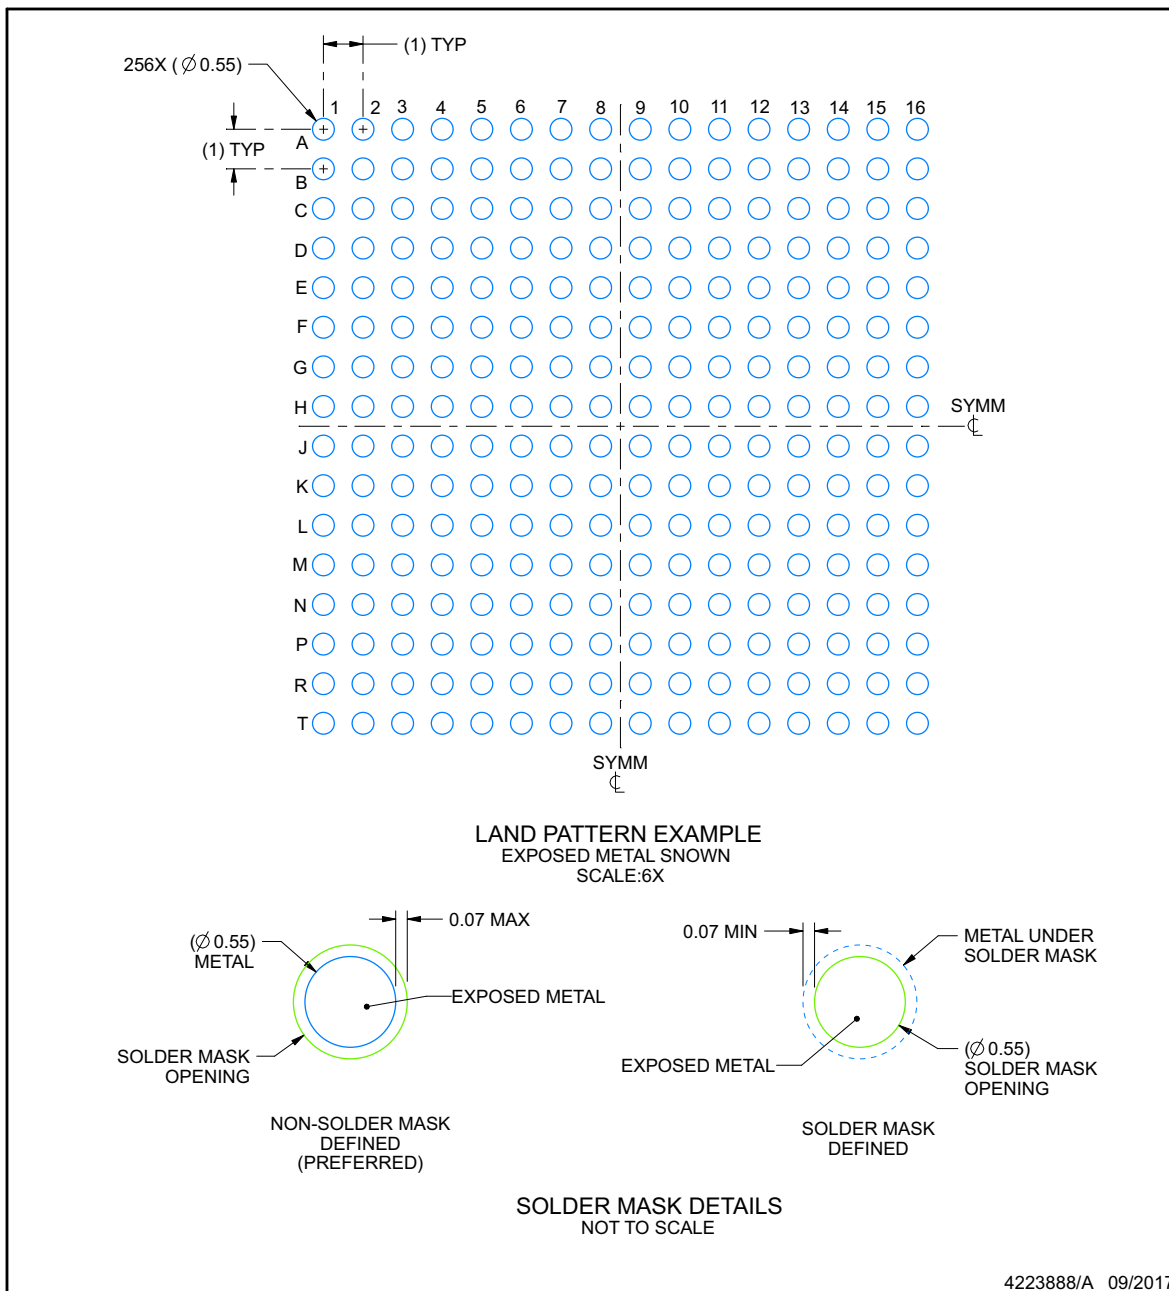 (1) TYP
256X (∅ 0.55)
1 2 3 4 5 6 7 8 9 10 11 12 13 14 15 16
A
(1) TYP
B
C
D
E
F
G
H
SYMM
℄
J
K
L
M
N
P
R
T
SYMM
℄
LAND PATTERN EXAMPLE
EXPOSED METAL SNOWN
SCALE:6X
0.07 MAX
(∅ 0.55)
METAL
EXPOSED METAL
SOLDER MASK
OPENING
NON-SOLDER MASK
DEFINED
(PREFERRED)
0.07 MIN
METAL UNDER
SOLDER MASK
EXPOSED METAL
(∅ 0.55)
SOLDER MASK
OPENING
SOLDER MASK
DEFINED
SOLDER MASK DETAILS
NOT TO SCALE
4223888/A 09/2017